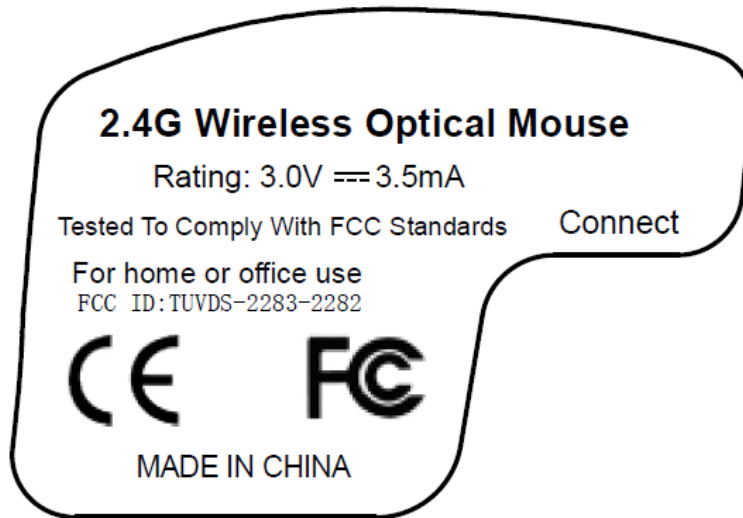 2.4G Wireless Optical Mouse
Rating: 3.0V ⎓ 3.5mA
Tested To Comply With FCC Standards
Connect
For home or office use
FCC ID:TUVDS-2283-2282
CE FC
MADE IN CHINA